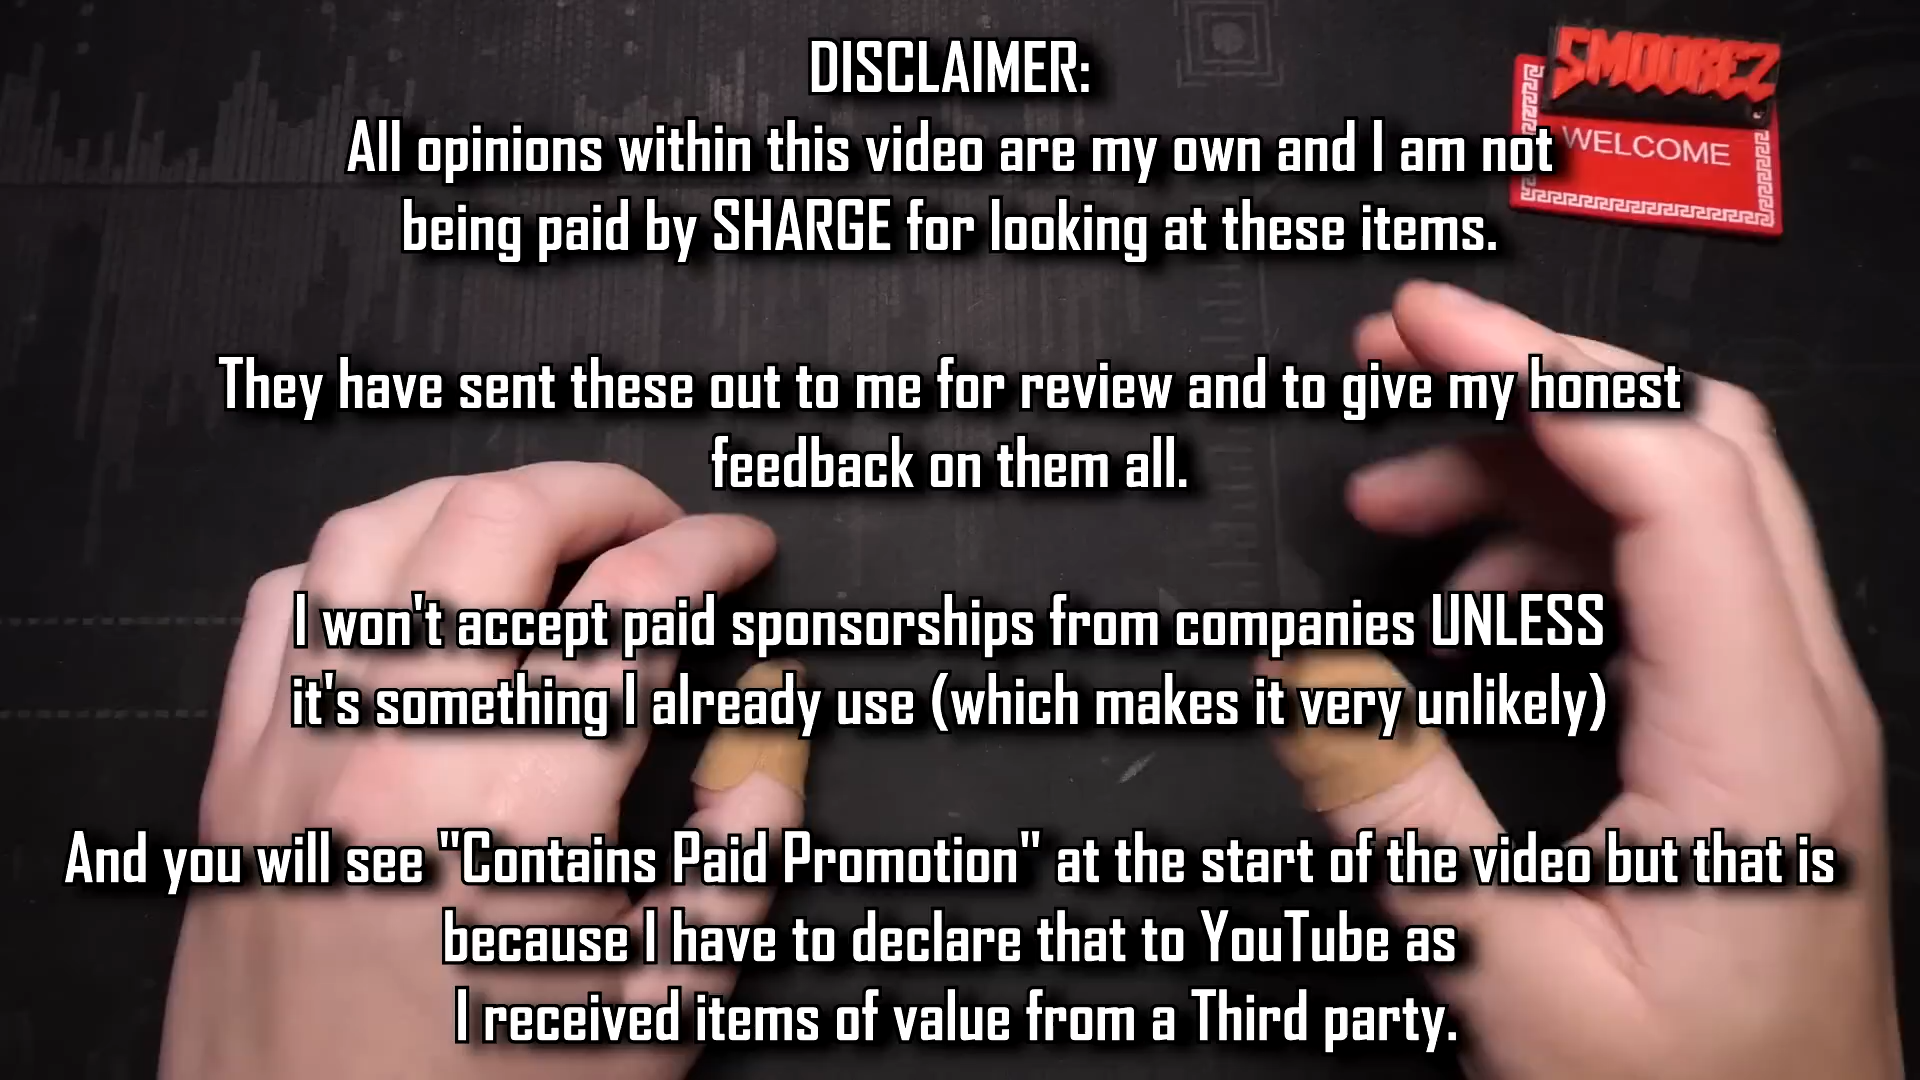 SMOOREZ
WELCOME
DISCLAIMER:
All opinions within this video are my own and I am not
being paid by SHARGE for looking at these items.
They have sent these out to me for review and to give my honest
feedback on them all.
I won't accept paid sponsorships from companies UNLESS
it's something I already use (which makes it very unlikely)
And you will see "Contains Paid Promotion" at the start of the video but that is
because I have to declare that to YouTube as
I received items of value from a Third party.